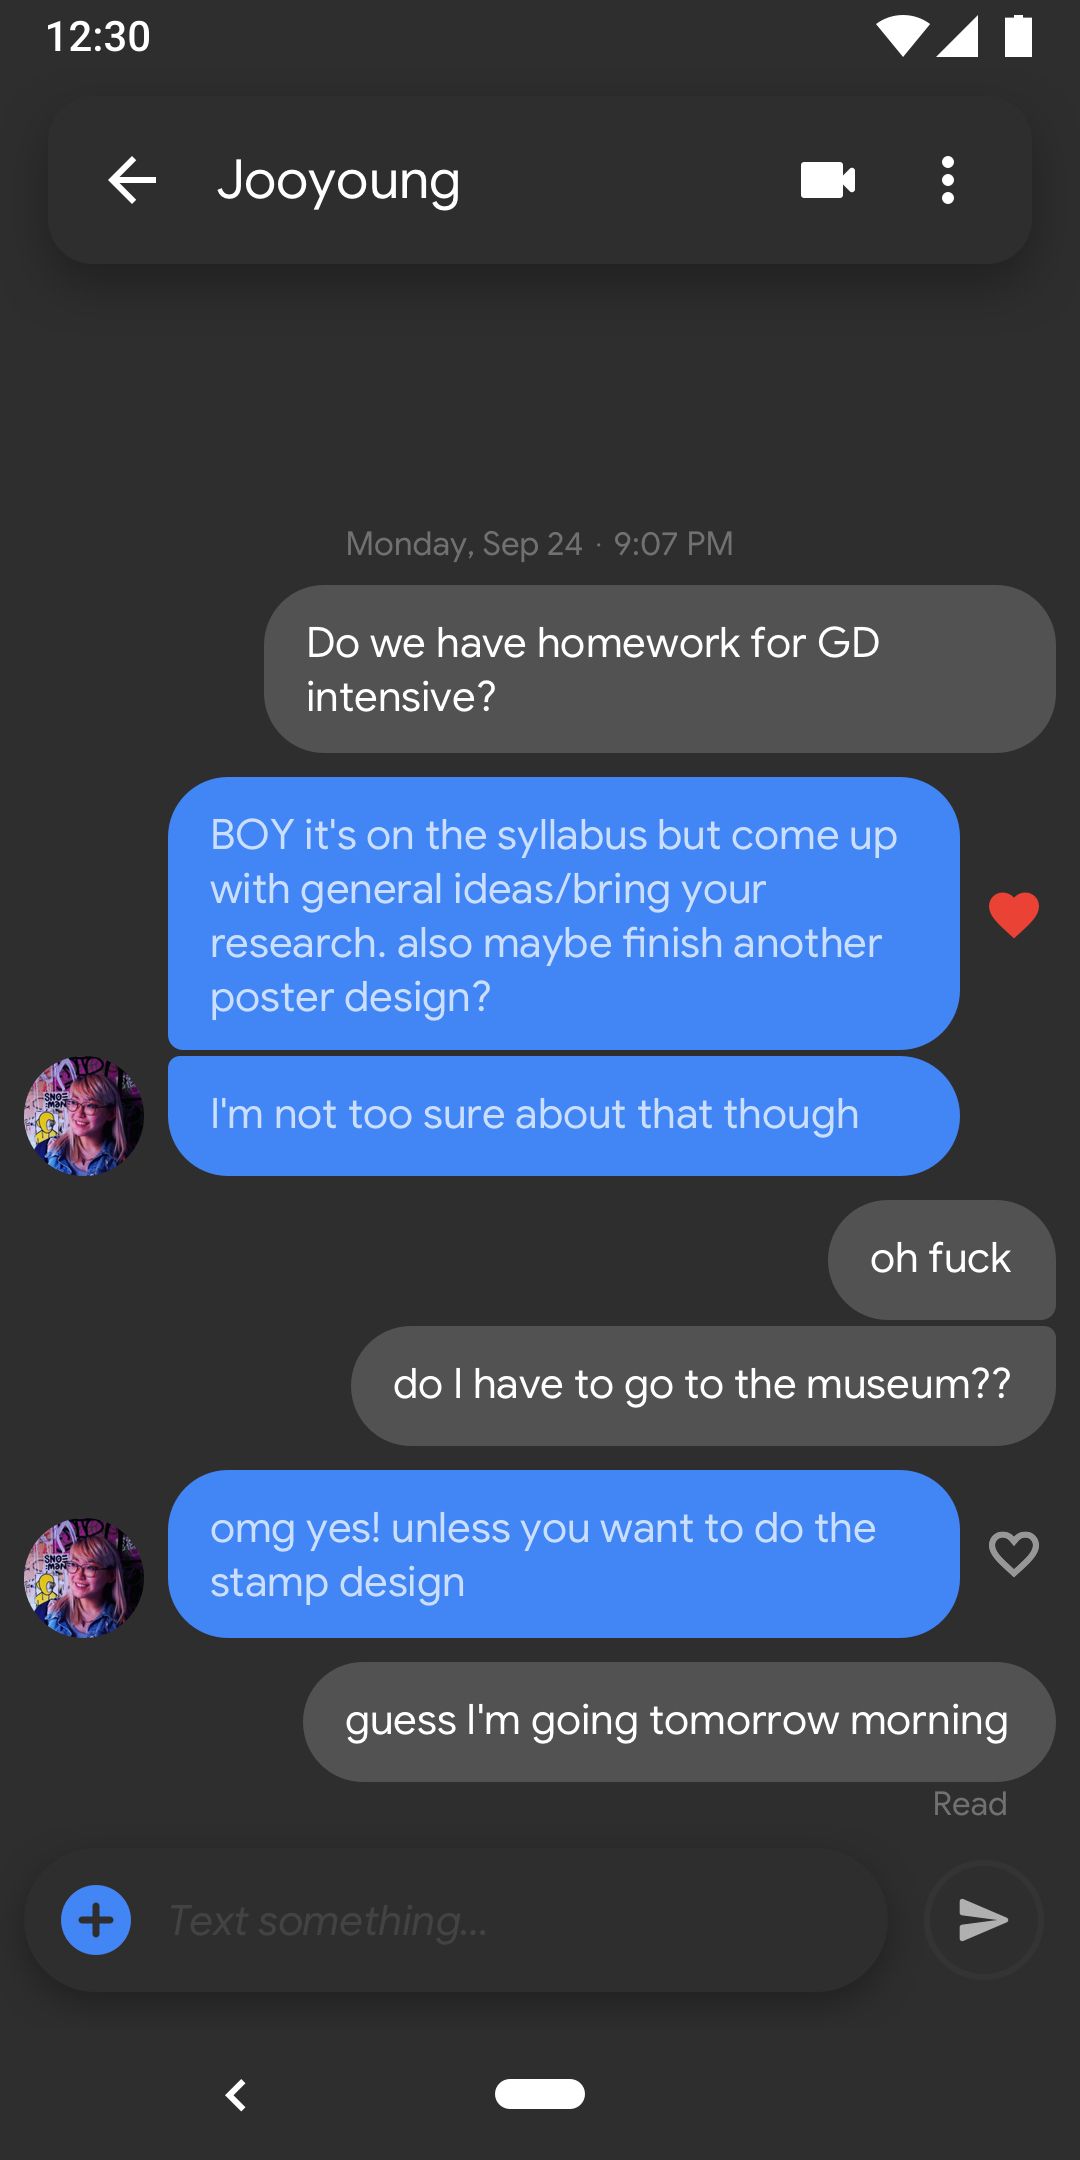 12:30
Jooyoung
Monday, Sep 24 · 9:07 PM
Do we have homework for GD
intensive?
BOY it's on the syllabus but come up
with general ideas/bring your
research. also maybe finish another
poster design?
I'm not too sure about that though
oh fuck
do I have to go to the museum??
omg yes! unless you want to do the
stamp design
guess I'm going tomorrow morning
Read
Text something...